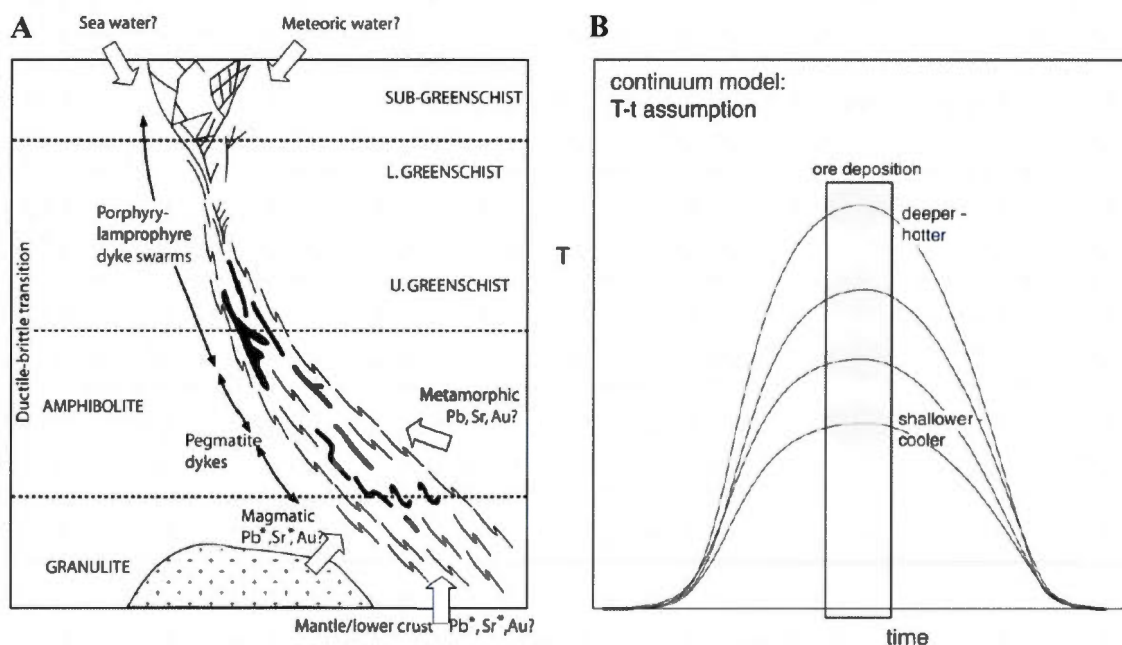 A
Sea water?
Meteoric water?
SUB-GREENSCHIST
L. GREENSCHIST
Porphyry-
lamprophyre
dyke swarms
U. GREENSCHIST
Ductile-brittle transition
AMPHIBOLITE
Metamorphic
Pb, Sr, Au?
Pegmatite
dykes
Magmatic
Pb*, Sr*, Au?
GRANULITE
Mantle/lower crust Pb*, Sr*, Au?
B
continuum model:
T-t assumption
ore deposition
deeper -
hotter
T
shallower -
cooler
time